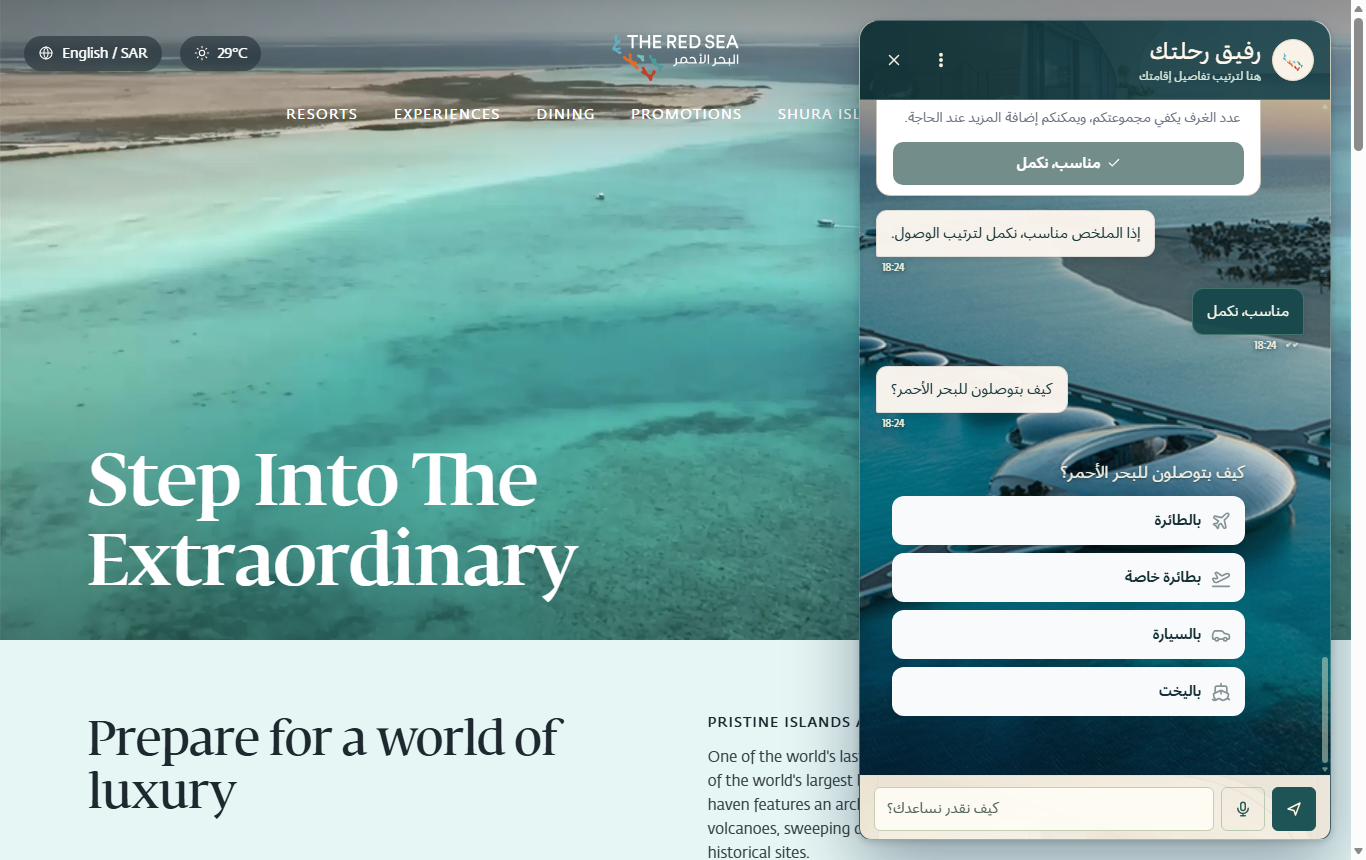 English / SAR
29°C
THE RED SEA
البحر الأحمر
RESORTS
EXPERIENCES
DINING
PROMOTIONS
SHURA ISL
Step Into The
Extraordinary
Prepare for a world of
luxury
PRISTINE ISLANDS
One of the world's las
of the world's largest
haven features an arc
volcanoes, sweeping
historical sites.
رفيق رحلتك
هنا لترتيب تفاصيل إقامتك
عدد الغرف يكفي مجموعتكم، ويمكنكم إضافة المزيد عند الحاجة.
مناسب، نكمل
إذا الملخص مناسب، نكمل لترتيب الوصول.
18:24
مناسب، نكمل
18:24
كيف بتوصلون للبحر الأحمر؟
18:24
كيف بتوصلون للبحر الأحمر؟
بالطائرة
بطائرة خاصة
بالسيارة
باليخت
كيف نقدر نساعدك؟